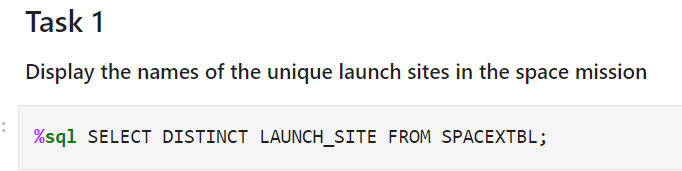 Task 1
Display the names of the unique launch sites in the space mission
: %sql SELECT DISTINCT LAUNCH_SITE FROM SPACEXTBL;